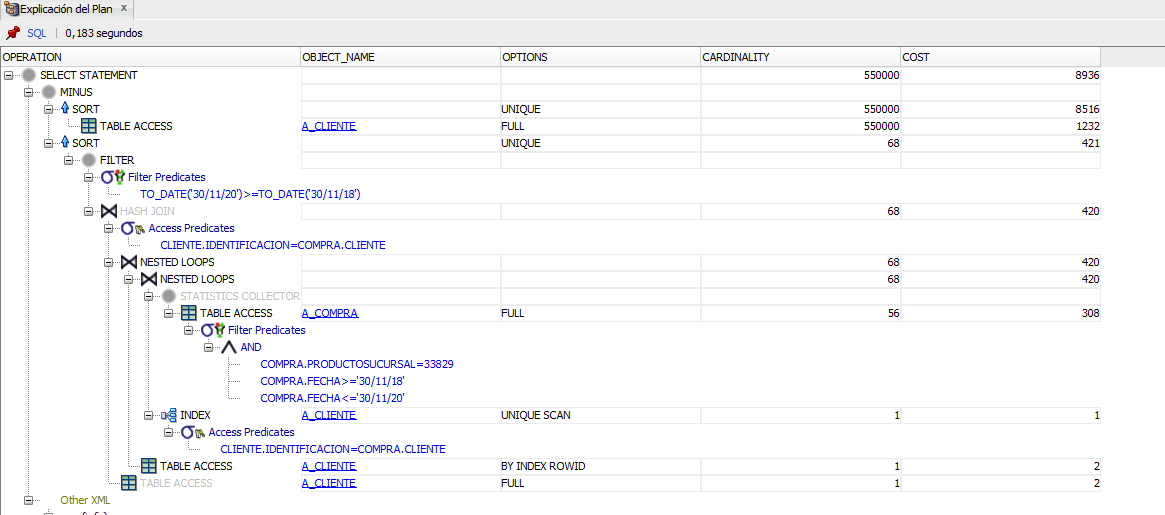 Explicación del Plan x
SQL | 0,183 segundos
OPERATION OBJECT_NAME OPTIONS CARDINALITY COST
SELECT STATEMENT 550000 8936
MINUS
SORT UNIQUE 550000 8516
TABLE ACCESS A_CLIENTE FULL 550000 1232
SORT UNIQUE 68 421
FILTER
Filter Predicates
TO_DATE('30/11/20')>=TO_DATE('30/11/18')
HASH JOIN 68 420
Access Predicates
CLIENTE.IDENTIFICACION=COMPRA.CLIENTE
NESTED LOOPS 68 420
NESTED LOOPS 68 420
STATISTICS COLLECTOR
TABLE ACCESS A_COMPRA FULL 56 308
Filter Predicates
AND
COMPRA.PRODUCTOSUCURSAL=33829
COMPRA.FECHA>='30/11/18'
COMPRA.FECHA<='30/11/20'
INDEX A_CLIENTE UNIQUE SCAN 1 1
Access Predicates
CLIENTE.IDENTIFICACION=COMPRA.CLIENTE
TABLE ACCESS A_CLIENTE BY INDEX ROWID 1 2
TABLE ACCESS A_CLIENTE FULL 1 2
Other XML